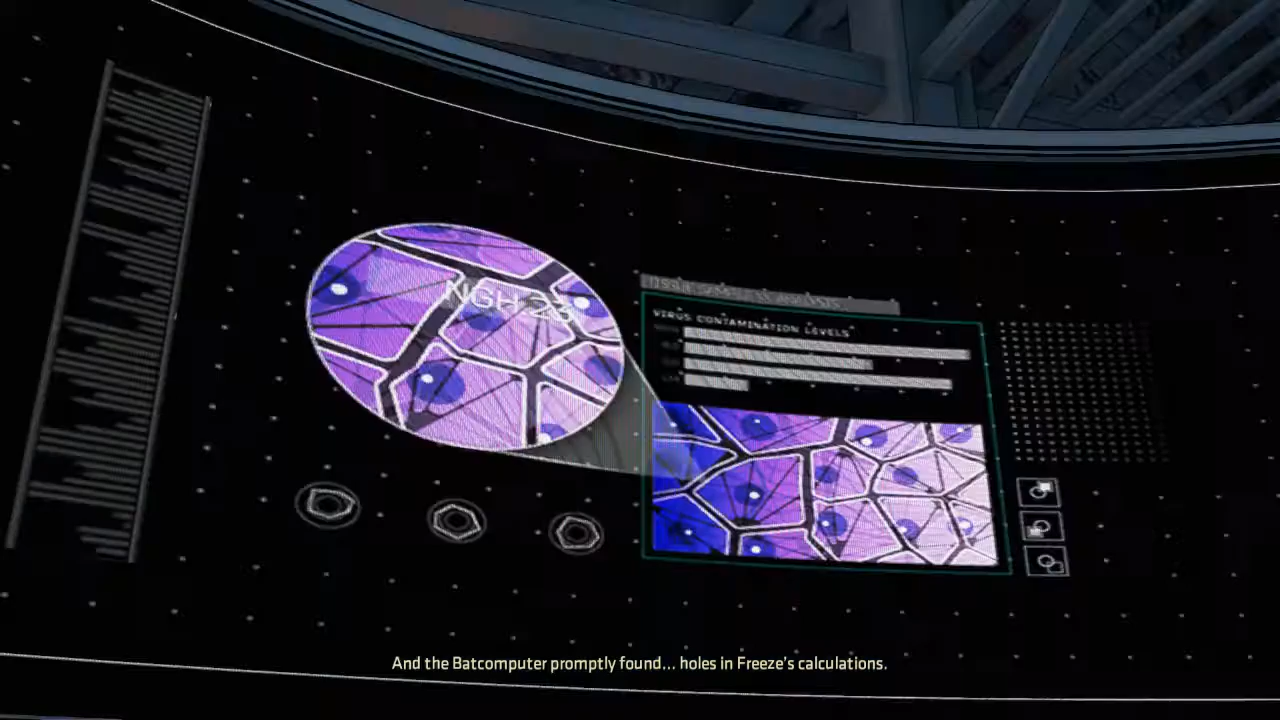 NGH 23
VIRUS CONTAMINATION LEVELS
And the Batcomputer promptly found... holes in Freeze's calculations.